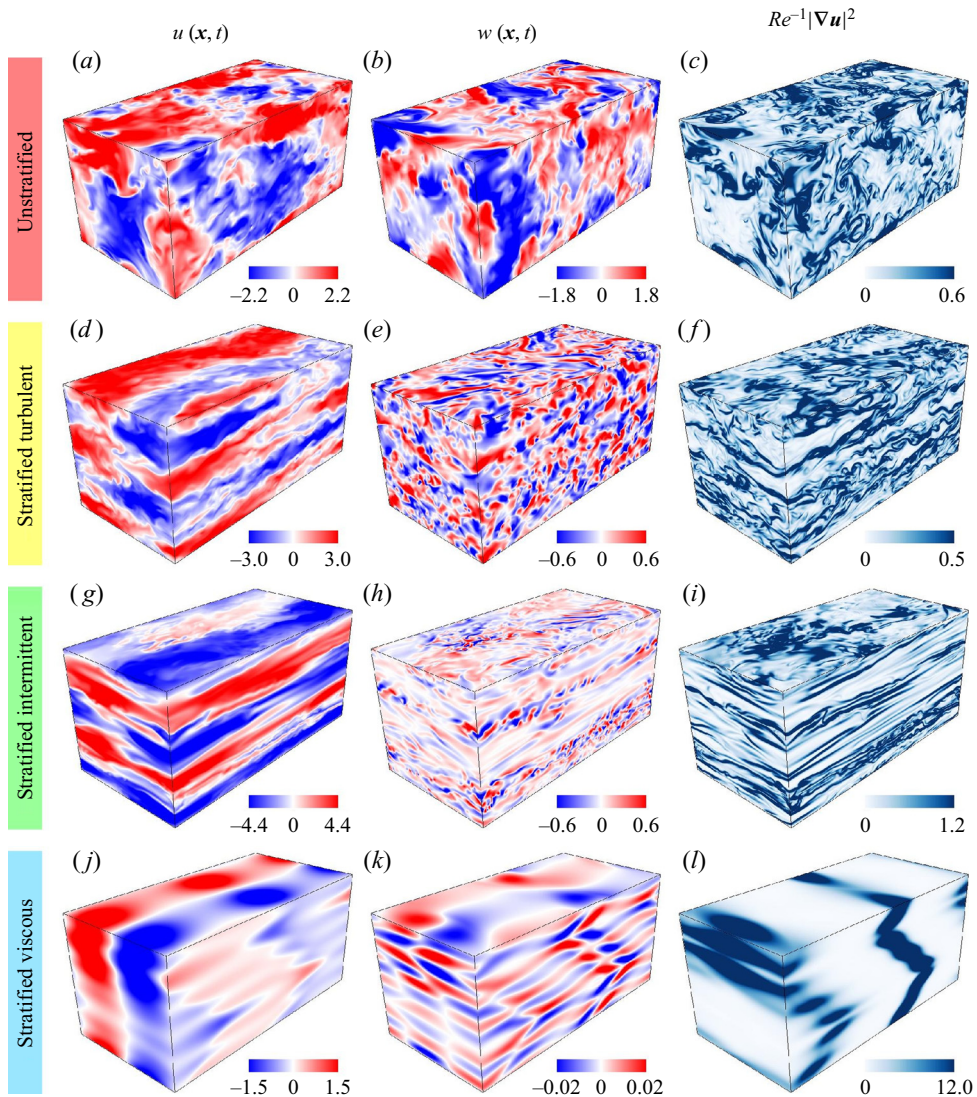 u (x, t)
w (x, t)
Re⁻¹|∇u|²
Unstratified
(a)
(b)
(c)
−2.2 0 2.2
−1.8 0 1.8
0 0.6
Stratified turbulent
(d)
(e)
(f)
−3.0 0 3.0
−0.6 0 0.6
0 0.5
Stratified intermittent
(g)
(h)
(i)
−4.4 0 4.4
−0.6 0 0.6
0 1.2
Stratified viscous
(j)
(k)
(l)
−1.5 0 1.5
−0.02 0 0.02
0 12.0